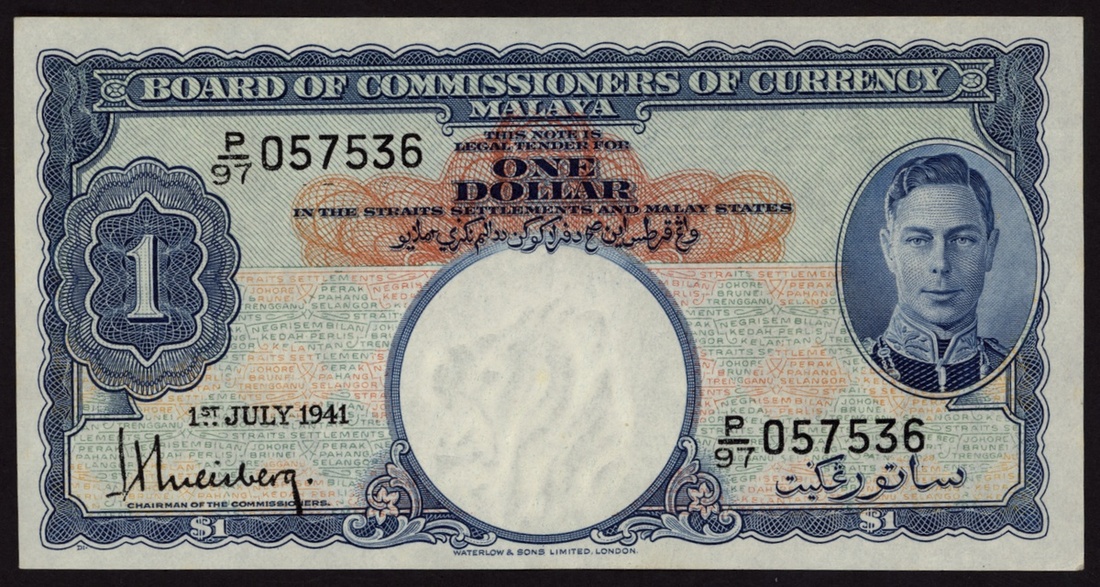 BOARD OF COMMISSIONERS OF CURRENCY
MALAYA
P/97 057536
THIS NOTE IS
LEGAL TENDER FOR
ONE
DOLLAR
IN THE STRAITS SETTLEMENTS AND MALAY STATES
1
1ST JULY 1941
CHAIRMAN OF THE COMMISSIONERS.
P/97 057536
ساتو رڠݢيت
$1
$1
WATERLOW & SONS LIMITED, LONDON.